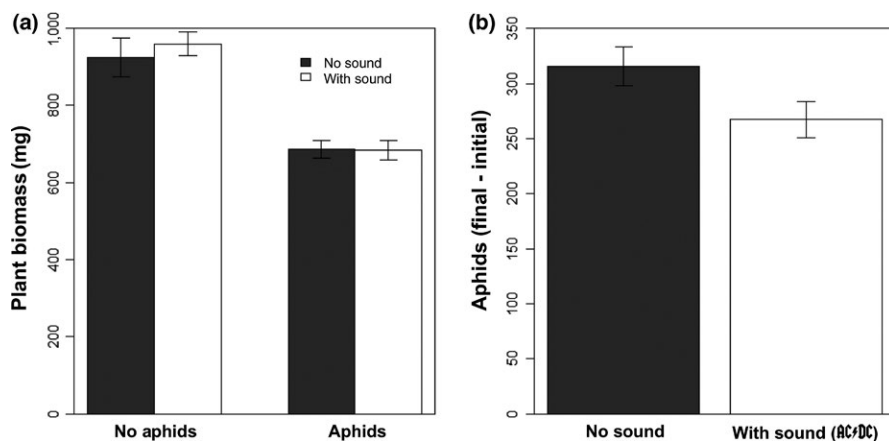 (a)
Plant biomass (mg)
0
200
400
600
800
1,000
No sound
With sound
No aphids
Aphids
(b)
Aphids (final - initial)
0
50
100
150
200
250
300
350
No sound
With sound (AC⚡DC)